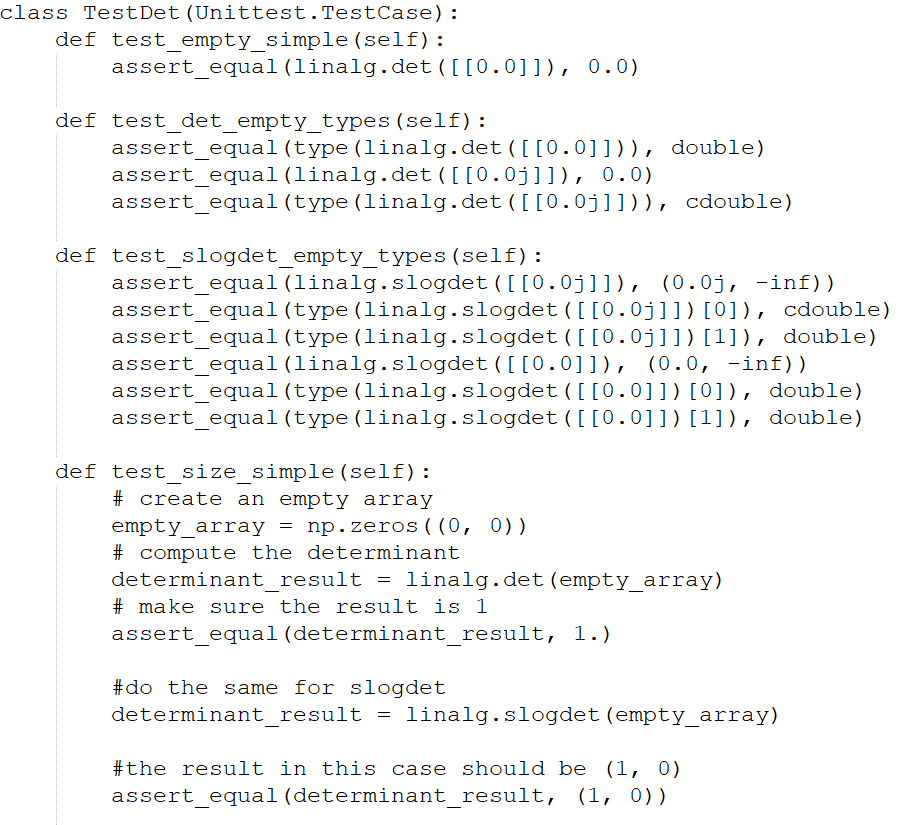 class TestDet(Unittest.TestCase):
    def test_empty_simple(self):
        assert_equal(linalg.det([[0.0]]), 0.0)

    def test_det_empty_types(self):
        assert_equal(type(linalg.det([[0.0]])), double)
        assert_equal(linalg.det([[0.0j]]), 0.0)
        assert_equal(type(linalg.det([[0.0j]])), cdouble)

    def test_slogdet_empty_types(self):
        assert_equal(linalg.slogdet([[0.0j]]), (0.0j, -inf))
        assert_equal(type(linalg.slogdet([[0.0j]])[0]), cdouble)
        assert_equal(type(linalg.slogdet([[0.0j]])[1]), double)
        assert_equal(linalg.slogdet([[0.0]]), (0.0, -inf))
        assert_equal(type(linalg.slogdet([[0.0]])[0]), double)
        assert_equal(type(linalg.slogdet([[0.0]])[1]), double)

    def test_size_simple(self):
        # create an empty array
        empty_array = np.zeros((0, 0))
        # compute the determinant
        determinant_result = linalg.det(empty_array)
        # make sure the result is 1
        assert_equal(determinant_result, 1.)

        #do the same for slogdet
        determinant_result = linalg.slogdet(empty_array)

        #the result in this case should be (1, 0)
        assert_equal(determinant_result, (1, 0))